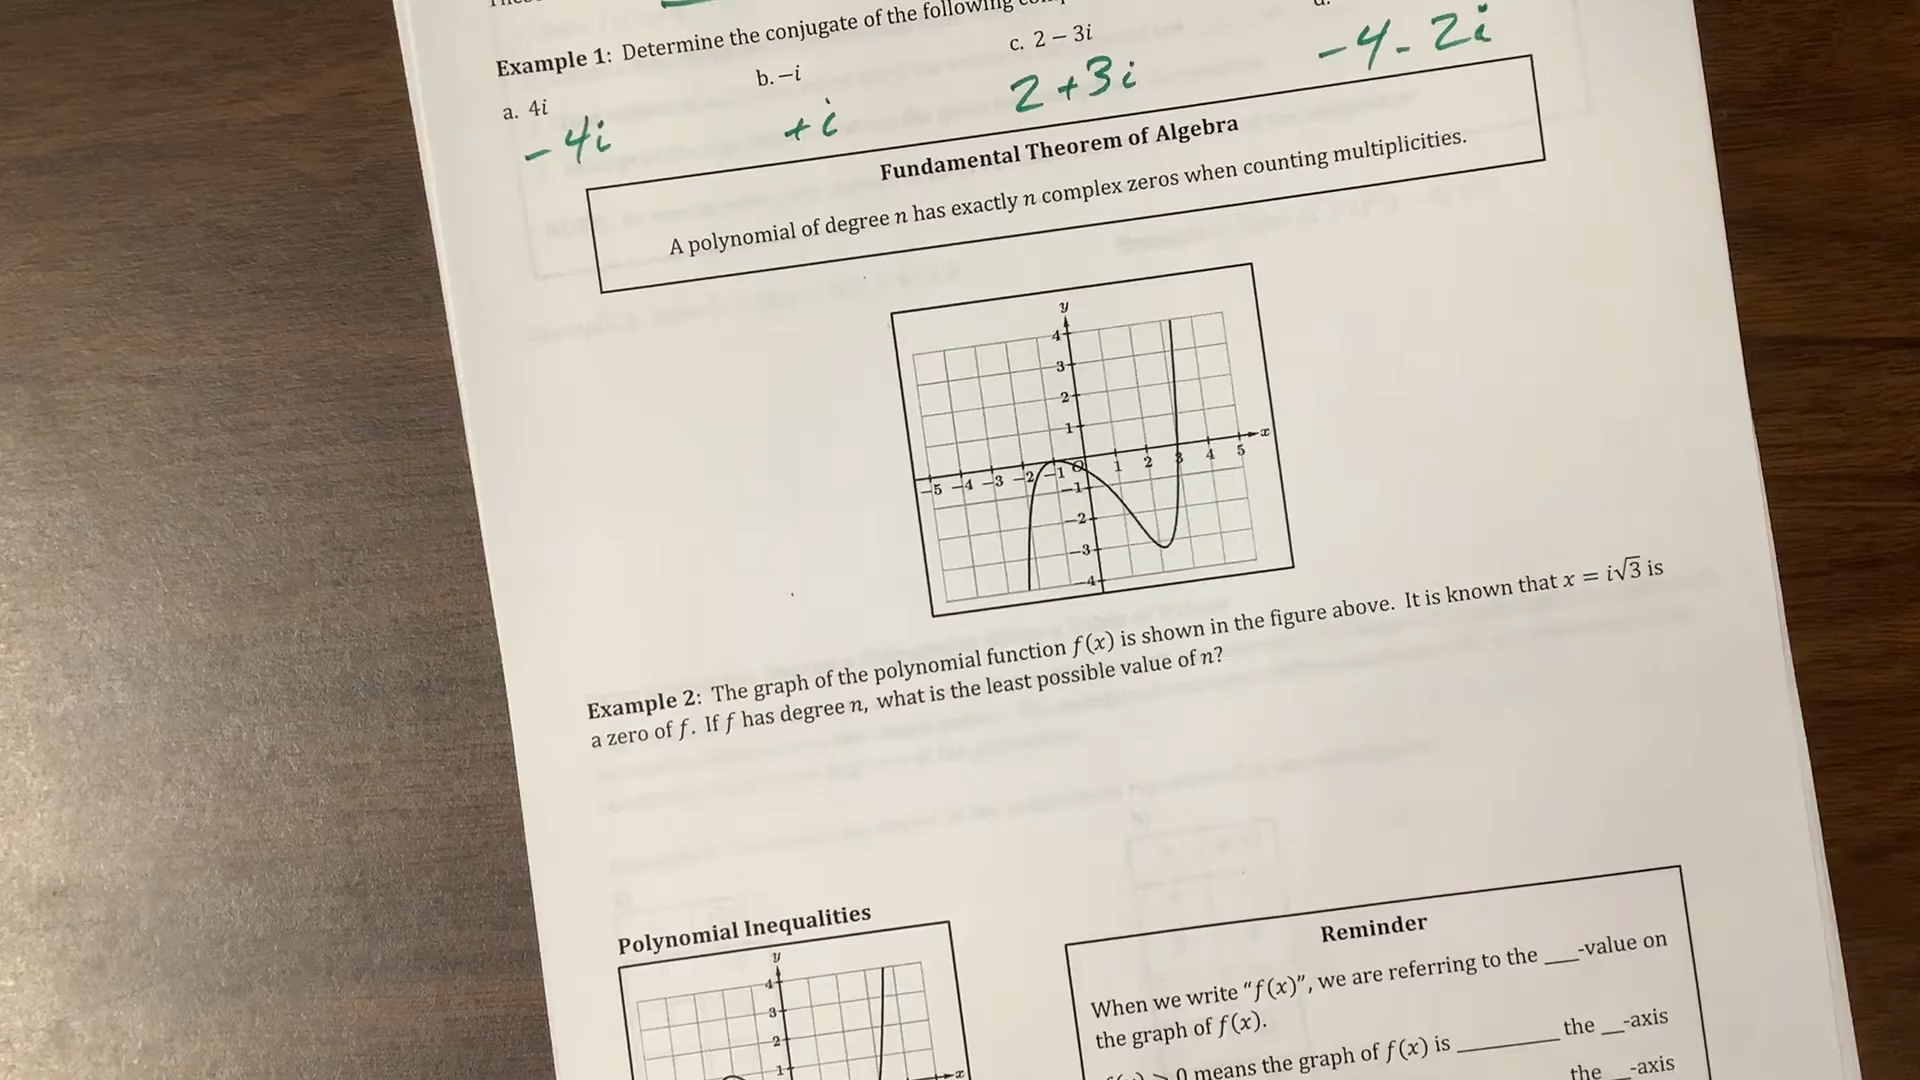 Example 1: Determine the conjugate of the following
a. 4i b. −i c. 2 − 3i
- 4i + i 2 + 3i -4 - 2i
Fundamental Theorem of Algebra
A polynomial of degree n has exactly n complex zeros when counting multiplicities.
y
4
3
2
1
x
−5 −4 −3 −2 −1 O 1 2 3 4 5
−1
−2
−3
−4
Example 2: The graph of the polynomial function f(x) is shown in the figure above. It is known that x = i√3 is
a zero of f. If f has degree n, what is the least possible value of n?
Polynomial Inequalities
y
4
3
2
1
x
Reminder
When we write “f(x)”, we are referring to the ___-value on
the graph of f(x).
> 0 means the graph of f(x) is _________ the __-axis
the __-axis